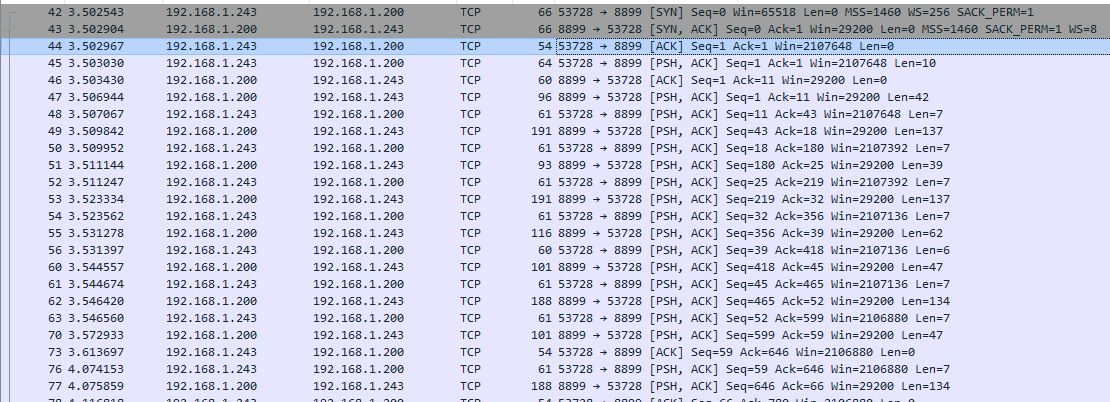 42 3.502543 192.168.1.243 192.168.1.200 TCP 66 53728 → 8899 [SYN] Seq=0 Win=65518 Len=0 MSS=1460 WS=256 SACK_PERM=1
43 3.502904 192.168.1.200 192.168.1.243 TCP 66 8899 → 53728 [SYN, ACK] Seq=0 Ack=1 Win=29200 Len=0 MSS=1460 SACK_PERM=1 WS=8
44 3.502967 192.168.1.243 192.168.1.200 TCP 54 53728 → 8899 [ACK] Seq=1 Ack=1 Win=2107648 Len=0
45 3.503030 192.168.1.243 192.168.1.200 TCP 64 53728 → 8899 [PSH, ACK] Seq=1 Ack=1 Win=2107648 Len=10
46 3.503430 192.168.1.200 192.168.1.243 TCP 60 8899 → 53728 [ACK] Seq=1 Ack=11 Win=29200 Len=0
47 3.506944 192.168.1.200 192.168.1.243 TCP 96 8899 → 53728 [PSH, ACK] Seq=1 Ack=11 Win=29200 Len=42
48 3.507067 192.168.1.243 192.168.1.200 TCP 61 53728 → 8899 [PSH, ACK] Seq=11 Ack=43 Win=2107648 Len=7
49 3.509842 192.168.1.200 192.168.1.243 TCP 191 8899 → 53728 [PSH, ACK] Seq=43 Ack=18 Win=29200 Len=137
50 3.509952 192.168.1.243 192.168.1.200 TCP 61 53728 → 8899 [PSH, ACK] Seq=18 Ack=180 Win=2107392 Len=7
51 3.511144 192.168.1.200 192.168.1.243 TCP 93 8899 → 53728 [PSH, ACK] Seq=180 Ack=25 Win=29200 Len=39
52 3.511247 192.168.1.243 192.168.1.200 TCP 61 53728 → 8899 [PSH, ACK] Seq=25 Ack=219 Win=2107392 Len=7
53 3.523334 192.168.1.200 192.168.1.243 TCP 191 8899 → 53728 [PSH, ACK] Seq=219 Ack=32 Win=29200 Len=137
54 3.523562 192.168.1.243 192.168.1.200 TCP 61 53728 → 8899 [PSH, ACK] Seq=32 Ack=356 Win=2107136 Len=7
55 3.531278 192.168.1.200 192.168.1.243 TCP 116 8899 → 53728 [PSH, ACK] Seq=356 Ack=39 Win=29200 Len=62
56 3.531397 192.168.1.243 192.168.1.200 TCP 60 53728 → 8899 [PSH, ACK] Seq=39 Ack=418 Win=2107136 Len=6
60 3.544557 192.168.1.200 192.168.1.243 TCP 101 8899 → 53728 [PSH, ACK] Seq=418 Ack=45 Win=29200 Len=47
61 3.544674 192.168.1.243 192.168.1.200 TCP 61 53728 → 8899 [PSH, ACK] Seq=45 Ack=465 Win=2107136 Len=7
62 3.546420 192.168.1.200 192.168.1.243 TCP 188 8899 → 53728 [PSH, ACK] Seq=465 Ack=52 Win=29200 Len=134
63 3.546560 192.168.1.243 192.168.1.200 TCP 61 53728 → 8899 [PSH, ACK] Seq=52 Ack=599 Win=2106880 Len=7
70 3.572933 192.168.1.200 192.168.1.243 TCP 101 8899 → 53728 [PSH, ACK] Seq=599 Ack=59 Win=29200 Len=47
73 3.613697 192.168.1.243 192.168.1.200 TCP 54 53728 → 8899 [ACK] Seq=59 Ack=646 Win=2106880 Len=0
76 4.074153 192.168.1.243 192.168.1.200 TCP 61 53728 → 8899 [PSH, ACK] Seq=59 Ack=646 Win=2106880 Len=7
77 4.075859 192.168.1.200 192.168.1.243 TCP 188 8899 → 53728 [PSH, ACK] Seq=646 Ack=66 Win=29200 Len=134